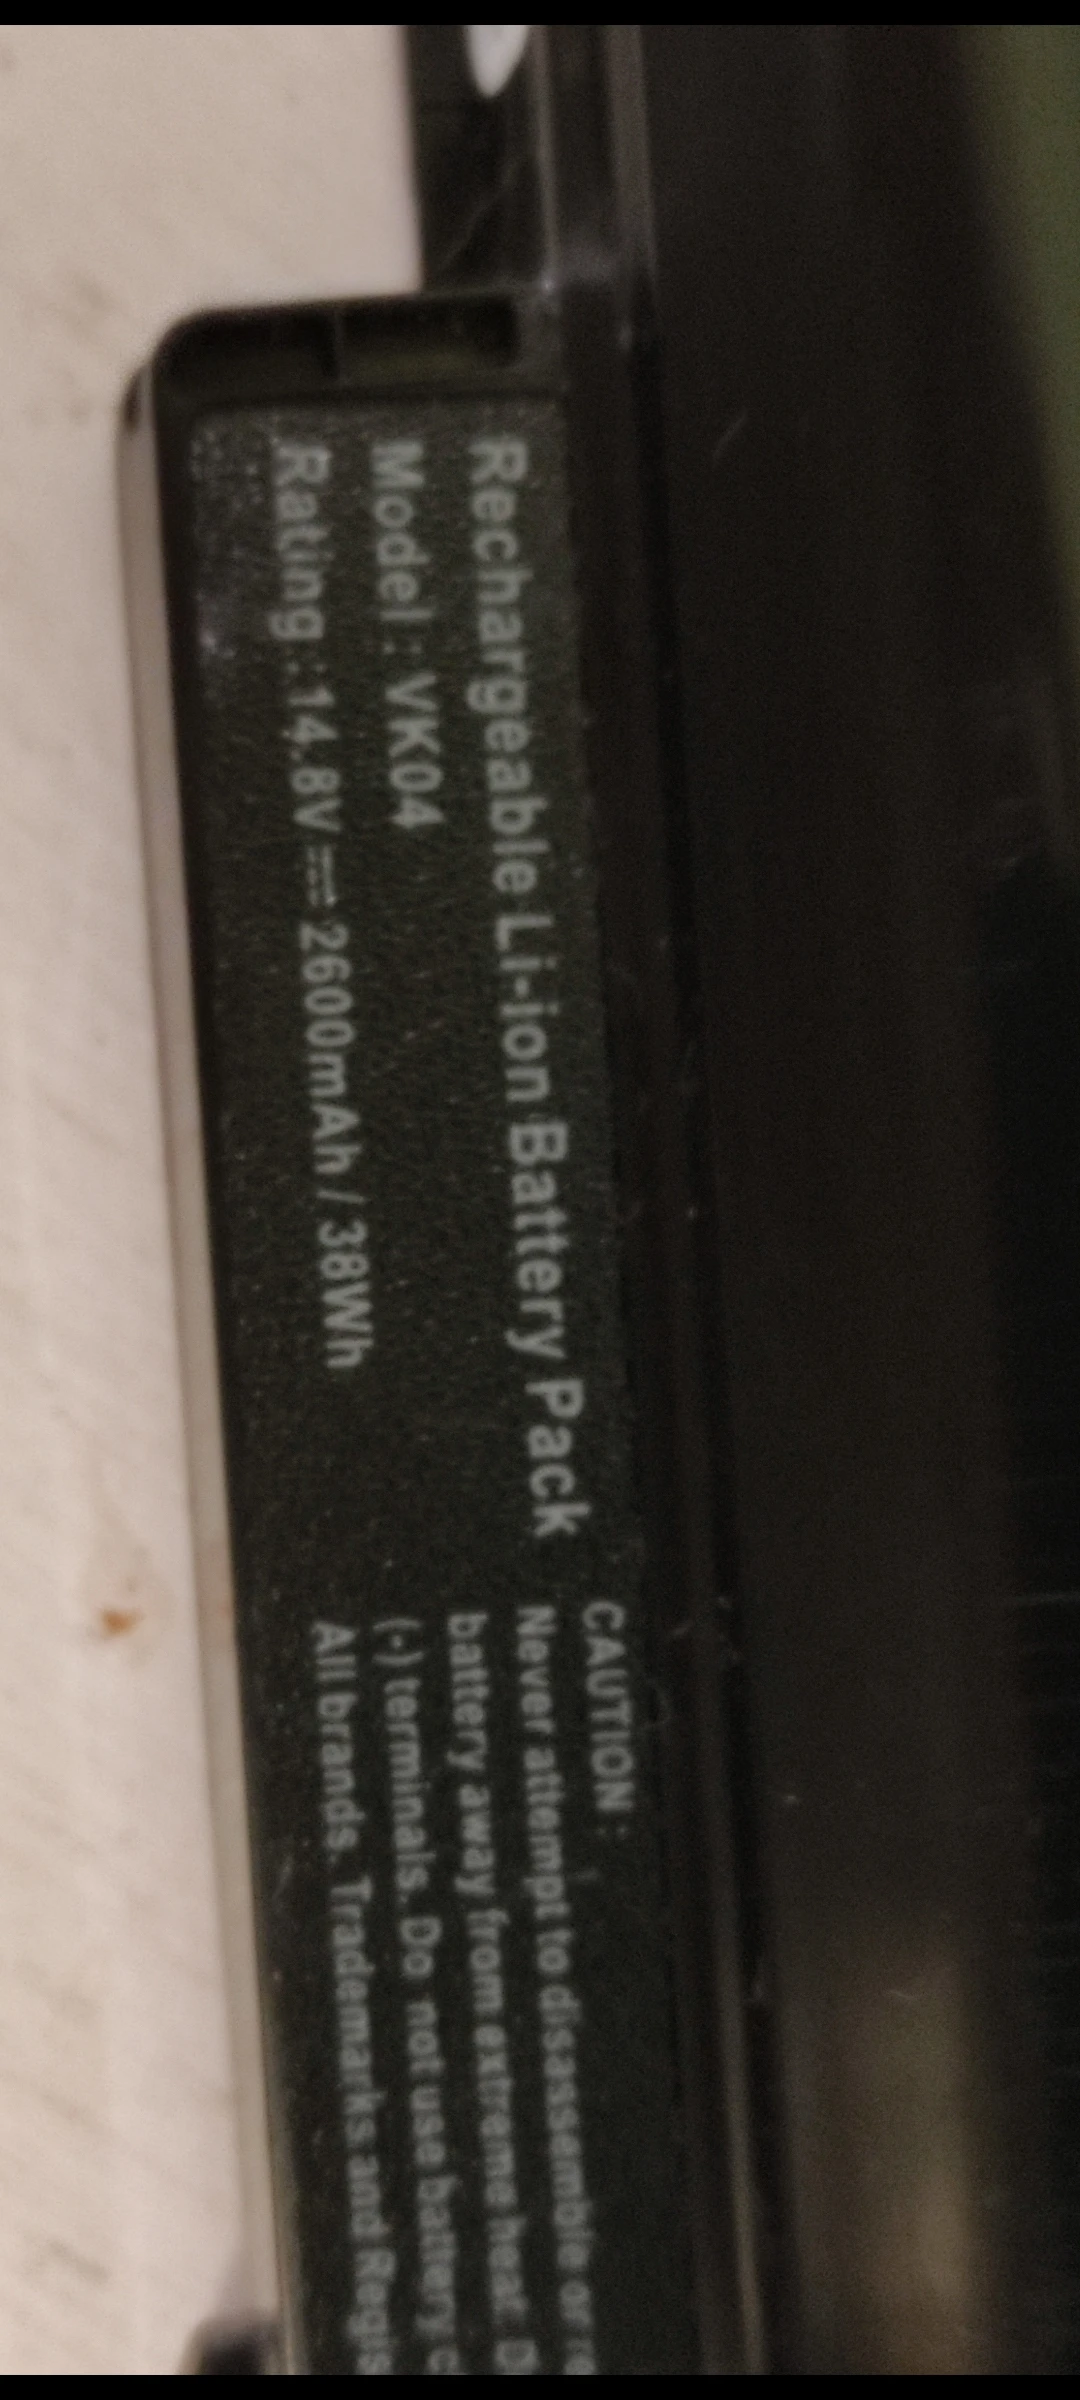 Rechargeable Li-ion Battery Pack
Model : VK04
Rating : 14.8V ⎓ 2600mAh / 38Wh
CAUTION :
Never attempt to disassemble or re
battery away from extreme heat. D
(-) terminals. Do not use battery c
All brands. Trademarks and Regis